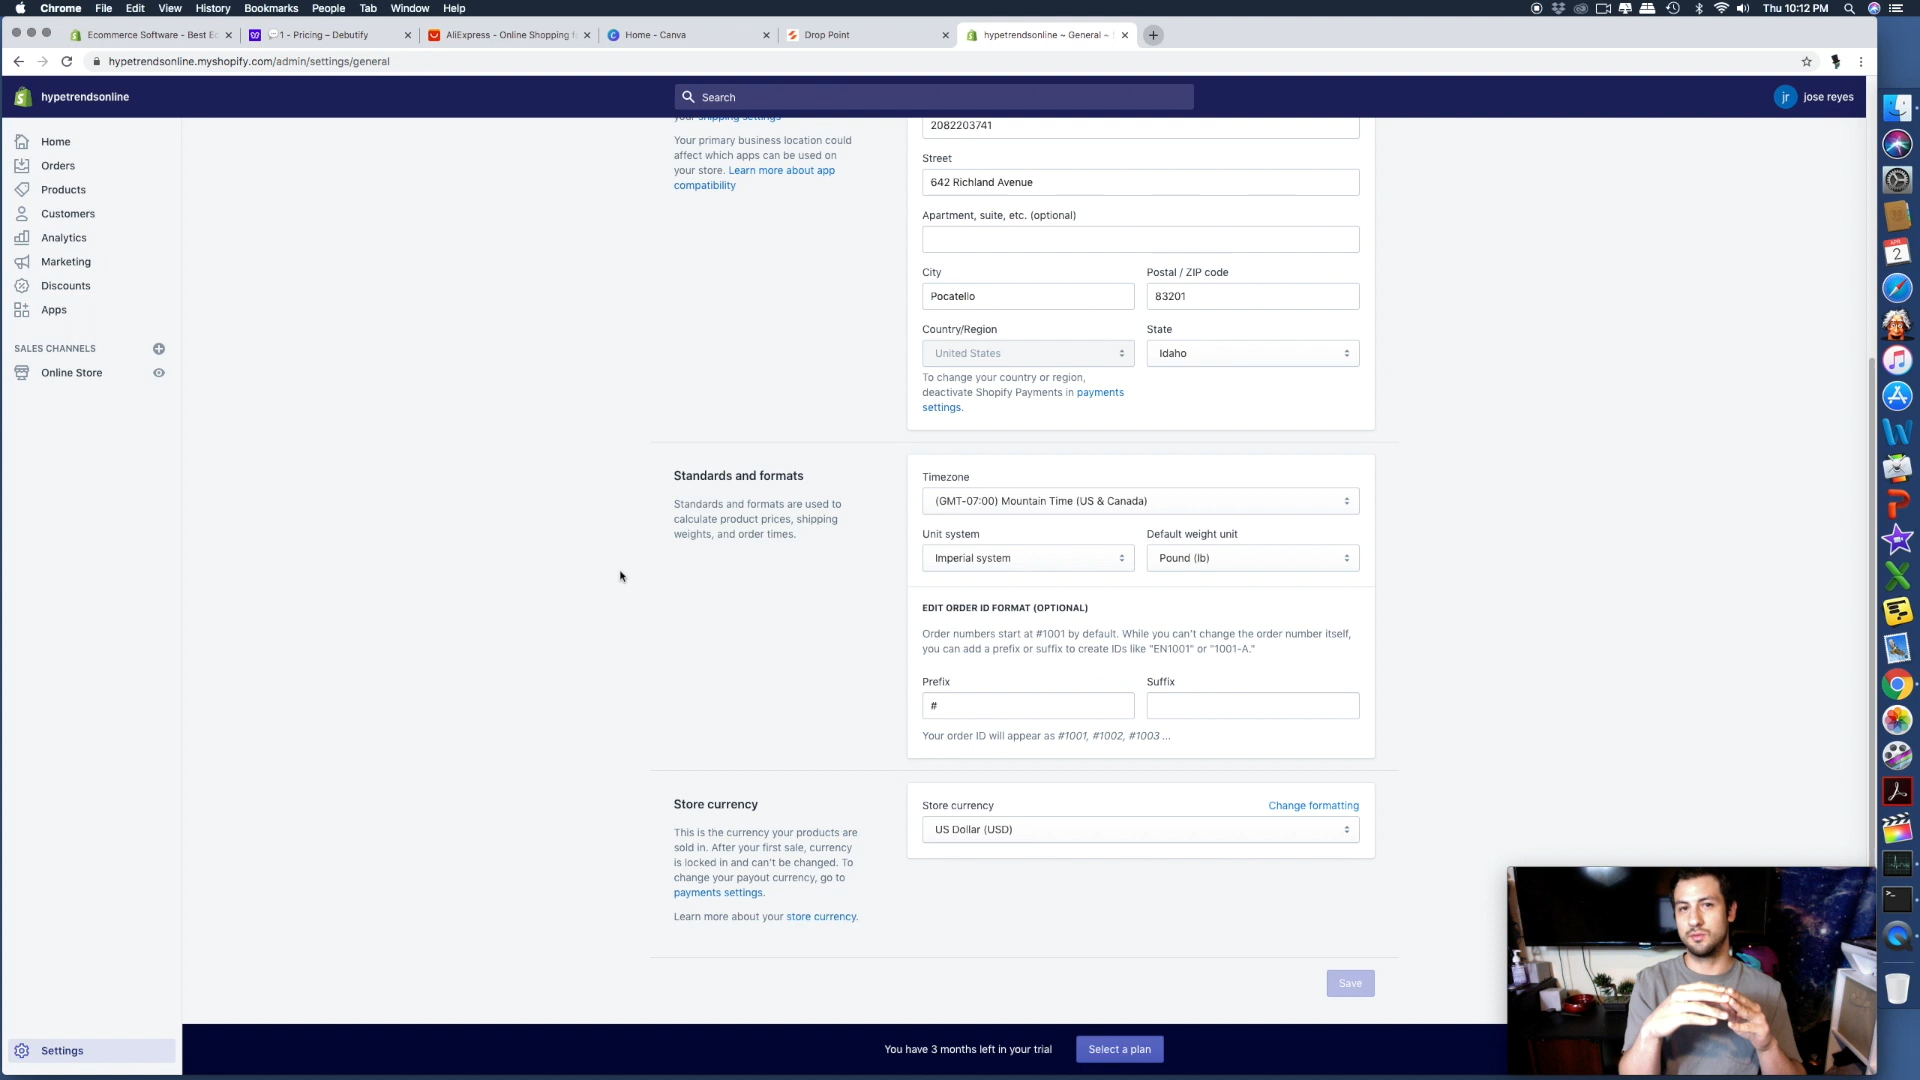 Chrome File Edit View History Bookmarks People Tab Window Help
Thu 10:12 PM
Ecommerce Software - Best Ec
1 - Pricing – Debutify
AliExpress - Online Shopping f
Home - Canva
Drop Point
hypetrendsonline ~ General ~
hypetrendsonline.myshopify.com/admin/settings/general
hypetrendsonline
Search
jr jose reyes
Home
Orders
Products
Customers
Analytics
Marketing
Discounts
Apps
SALES CHANNELS
Online Store
Settings
your shipping settings
Your primary business location could
affect which apps can be used on
your store. Learn more about app
compatibility
2082203741
Street
642 Richland Avenue
Apartment, suite, etc. (optional)
City
Postal / ZIP code
Pocatello
83201
Country/Region
State
United States
Idaho
To change your country or region,
deactivate Shopify Payments in payments
settings.
Standards and formats
Standards and formats are used to
calculate product prices, shipping
weights, and order times.
Timezone
(GMT-07:00) Mountain Time (US & Canada)
Unit system
Default weight unit
Imperial system
Pound (lb)
EDIT ORDER ID FORMAT (OPTIONAL)
Order numbers start at #1001 by default. While you can't change the order number itself,
you can add a prefix or suffix to create IDs like "EN1001" or "1001-A."
Prefix
Suffix
#
Your order ID will appear as #1001, #1002, #1003 ...
Store currency
This is the currency your products are
sold in. After your first sale, currency
is locked in and can't be changed. To
change your payout currency, go to
payments settings.
Learn more about your store currency.
Store currency
Change formatting
US Dollar (USD)
Save
You have 3 months left in your trial
Select a plan
2